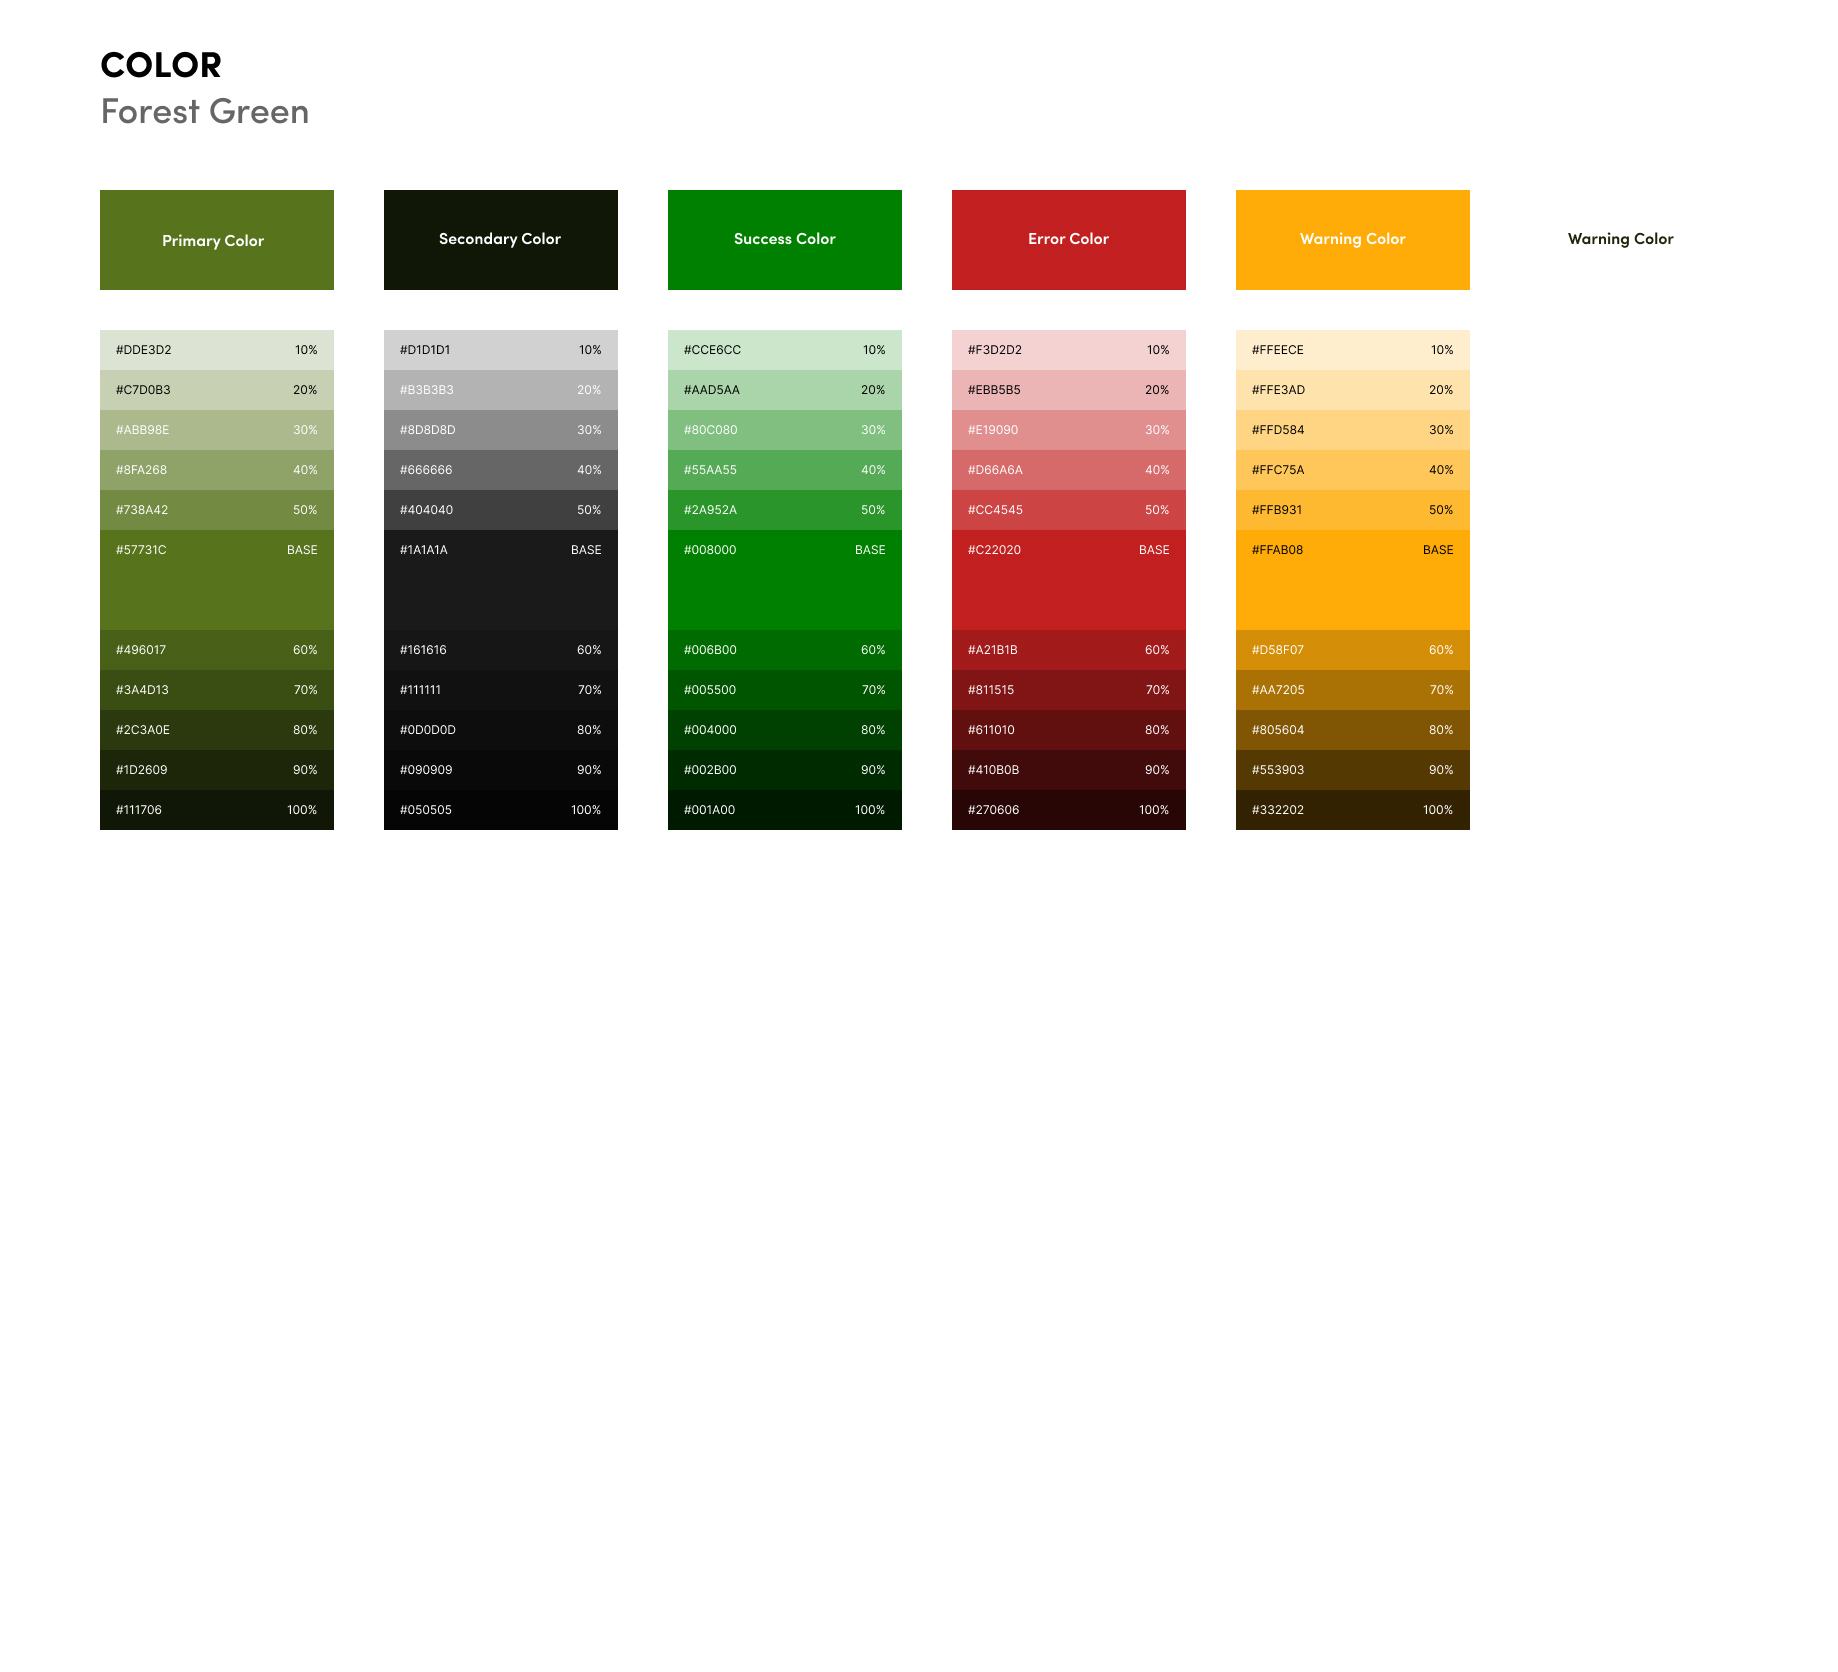 COLOR
Forest Green
Primary Color
Secondary Color
Success Color
Error Color
Warning Color
Warning Color
#DDE3D2 10%
#C7D0B3 20%
#ABB98E 30%
#8FA268 40%
#738A42 50%
#57731C BASE
#496017 60%
#3A4D13 70%
#2C3A0E 80%
#1D2609 90%
#111706 100%
#D1D1D1 10%
#B3B3B3 20%
#8D8D8D 30%
#666666 40%
#404040 50%
#1A1A1A BASE
#161616 60%
#111111 70%
#0D0D0D 80%
#090909 90%
#050505 100%
#CCE6CC 10%
#AAD5AA 20%
#80C080 30%
#55AA55 40%
#2A952A 50%
#008000 BASE
#006B00 60%
#005500 70%
#004000 80%
#002B00 90%
#001A00 100%
#F3D2D2 10%
#EBB5B5 20%
#E19090 30%
#D66A6A 40%
#CC4545 50%
#C22020 BASE
#A21B1B 60%
#811515 70%
#611010 80%
#410B0B 90%
#270606 100%
#FFEECE 10%
#FFE3AD 20%
#FFD584 30%
#FFC75A 40%
#FFB931 50%
#FFAB08 BASE
#D58F07 60%
#AA7205 70%
#805604 80%
#553903 90%
#332202 100%